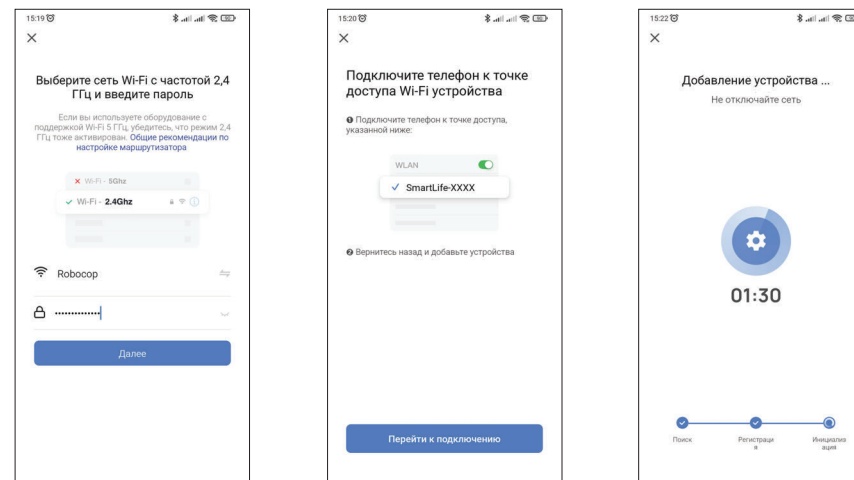 15:19
50
Выберите сеть Wi-Fi с частотой 2,4
ГГц и введите пароль
Если вы используете оборудование с
поддержкой Wi-Fi 5 ГГц, убедитесь, что режим 2,4
ГГц тоже активирован. Общие рекомендации по
настройке маршрутизатора
Wi-Fi - 5Ghz
Wi-Fi - 2.4Ghz
Robocop
Далее
15:20
50
Подключите телефон к точке
доступа Wi-Fi устройства
❶ Подключите телефон к точке доступа,
указанной ниже:
WLAN
SmartLife-XXXX
❷ Вернитесь назад и добавьте устройства
Перейти к подключению
15:22
Добавление устройства ...
Не отключайте сеть
01:30
Поиск
Регистраци
я
Инициализ
ация